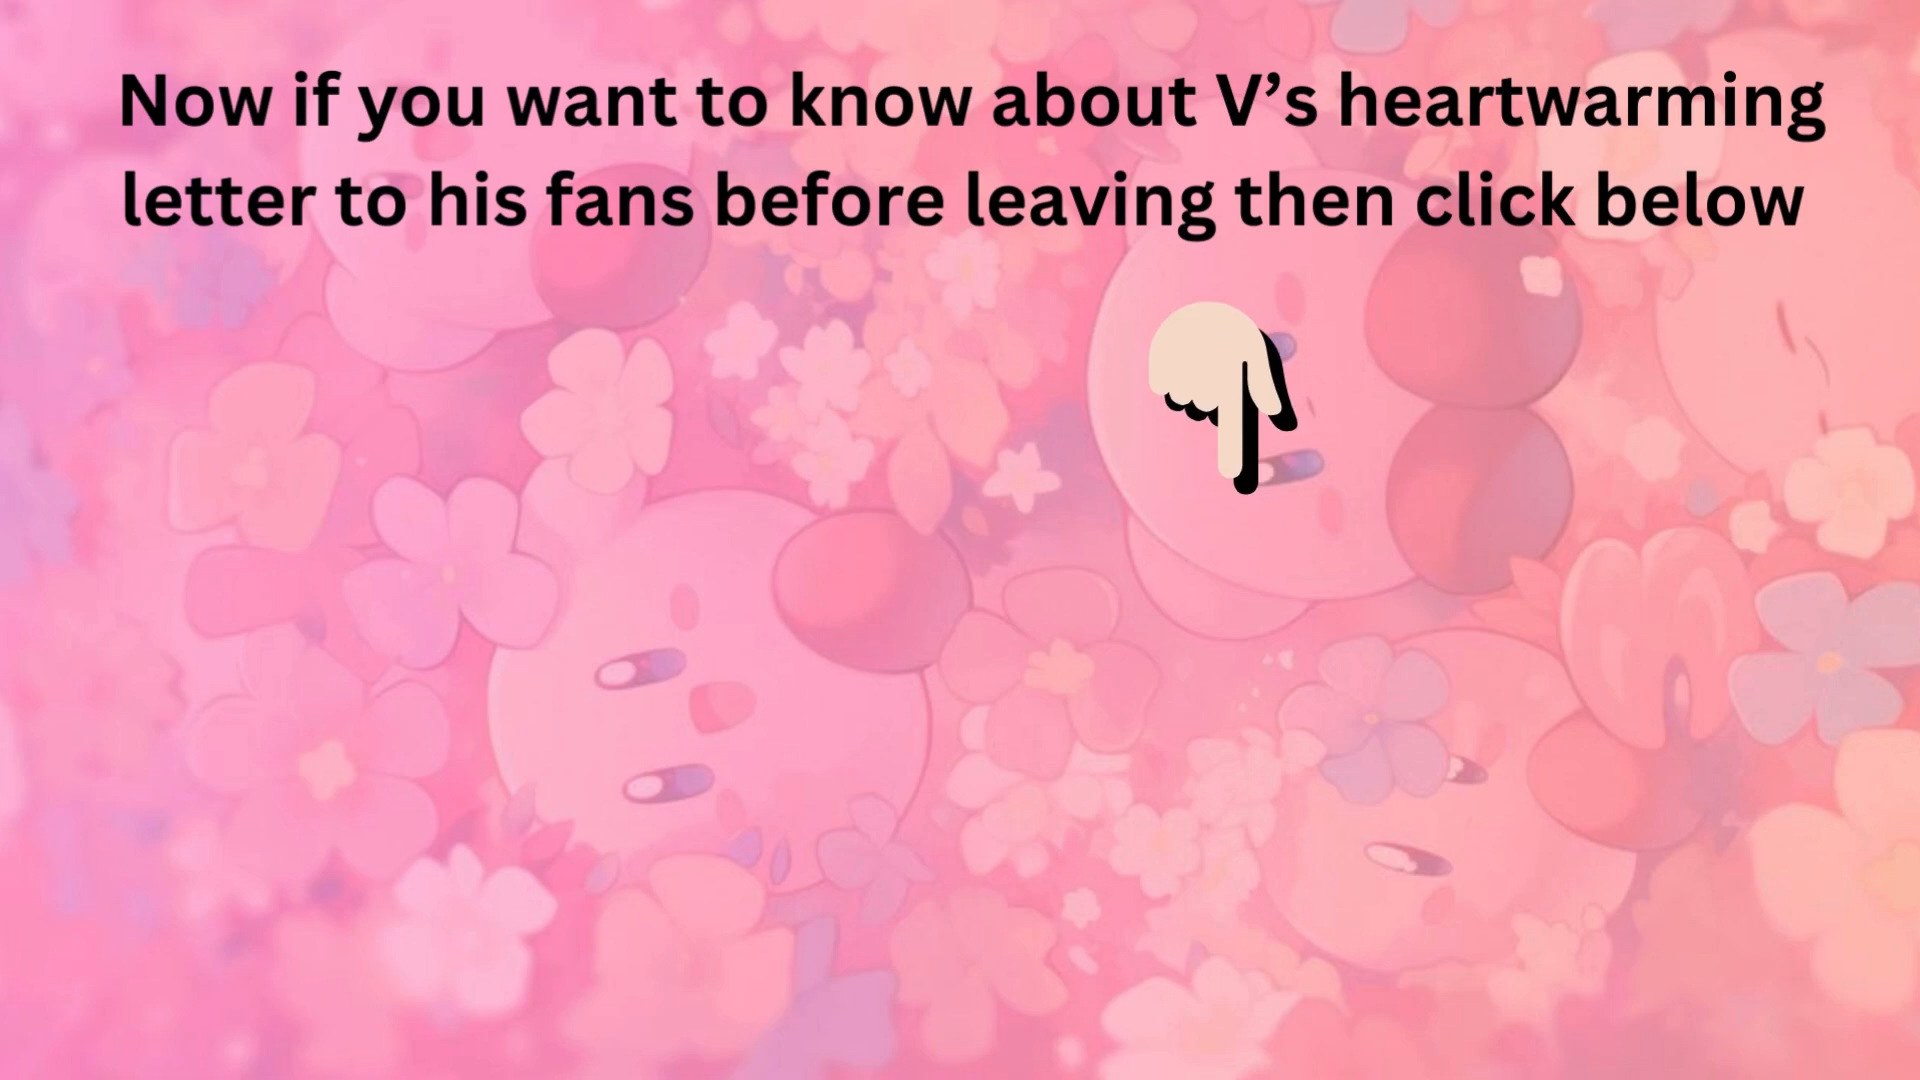 Now if you want to know about V’s heartwarming
letter to his fans before leaving then click below